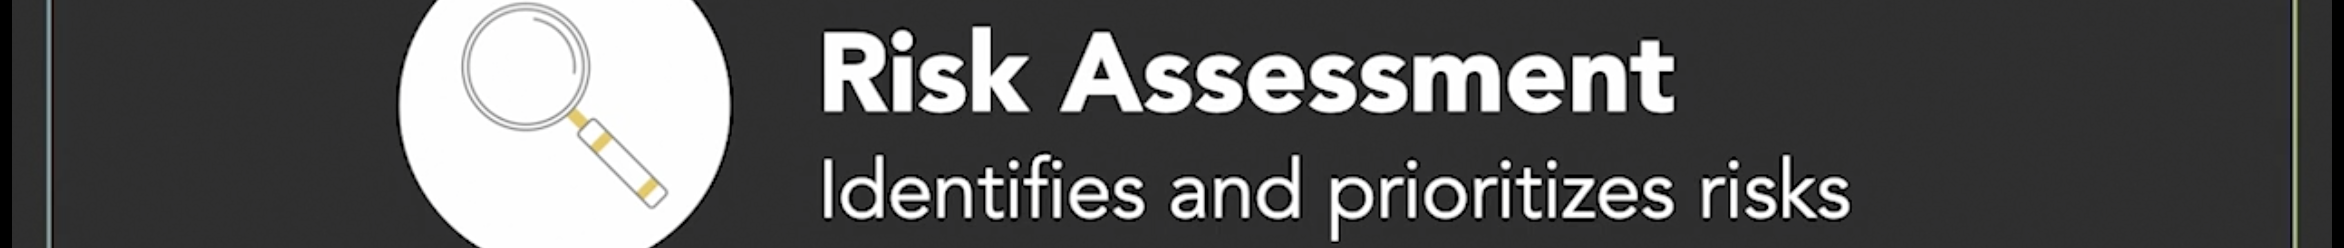 Risk Assessment
Identifies and prioritizes risks